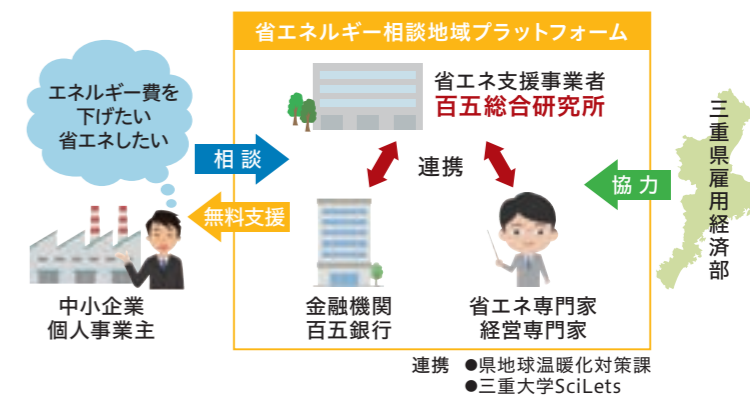 省エネルギー相談地域プラットフォーム
エネルギー費を
下げたい
省エネしたい
省エネ支援事業者
百五総合研究所
相談
連携
無料支援
協力
三重県雇用経済部
中小企業
個人事業主
金融機関
百五銀行
省エネ専門家
経営専門家
連携 ●県地球温暖化対策課
●三重大学SciLets